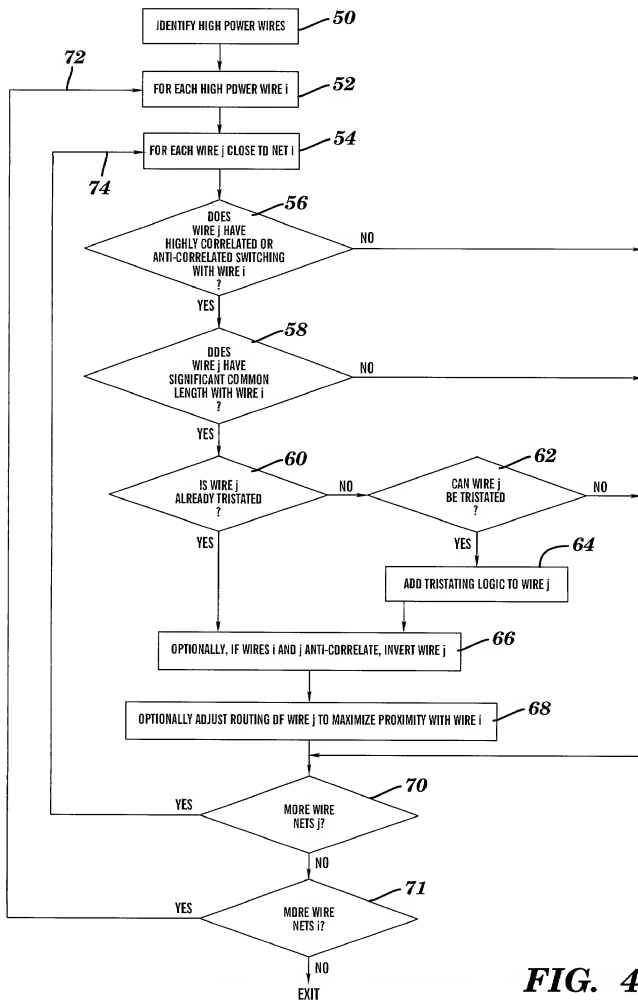 IDENTIFY HIGH POWER WIRES
50
72
FOR EACH HIGH POWER WIRE i
52
FOR EACH WIRE j CLOSE TO NET i
54
74
DOES
WIRE j HAVE
HIGHLY CORRELATED OR
ANTI-CORRELATED SWITCHING
WITH WIRE i
?
56
NO
YES
DOES
WIRE j HAVE
SIGNIFICANT COMMON
LENGTH WITH WIRE i
?
58
NO
YES
IS WIRE j
ALREADY TRISTATED
?
60
NO
CAN WIRE j
BE TRISTATED
?
62
NO
YES
YES
ADD TRISTATING LOGIC TO WIRE j
64
OPTIONALLY, IF WIRES i AND j ANTI-CORRELATE, INVERT WIRE j
66
OPTIONALLY ADJUST ROUTING OF WIRE j TO MAXIMIZE PROXIMITY WITH WIRE i
68
MORE WIRE
NETS j?
70
YES
NO
MORE WIRE
NETS i?
71
YES
NO
EXIT
FIG. 4